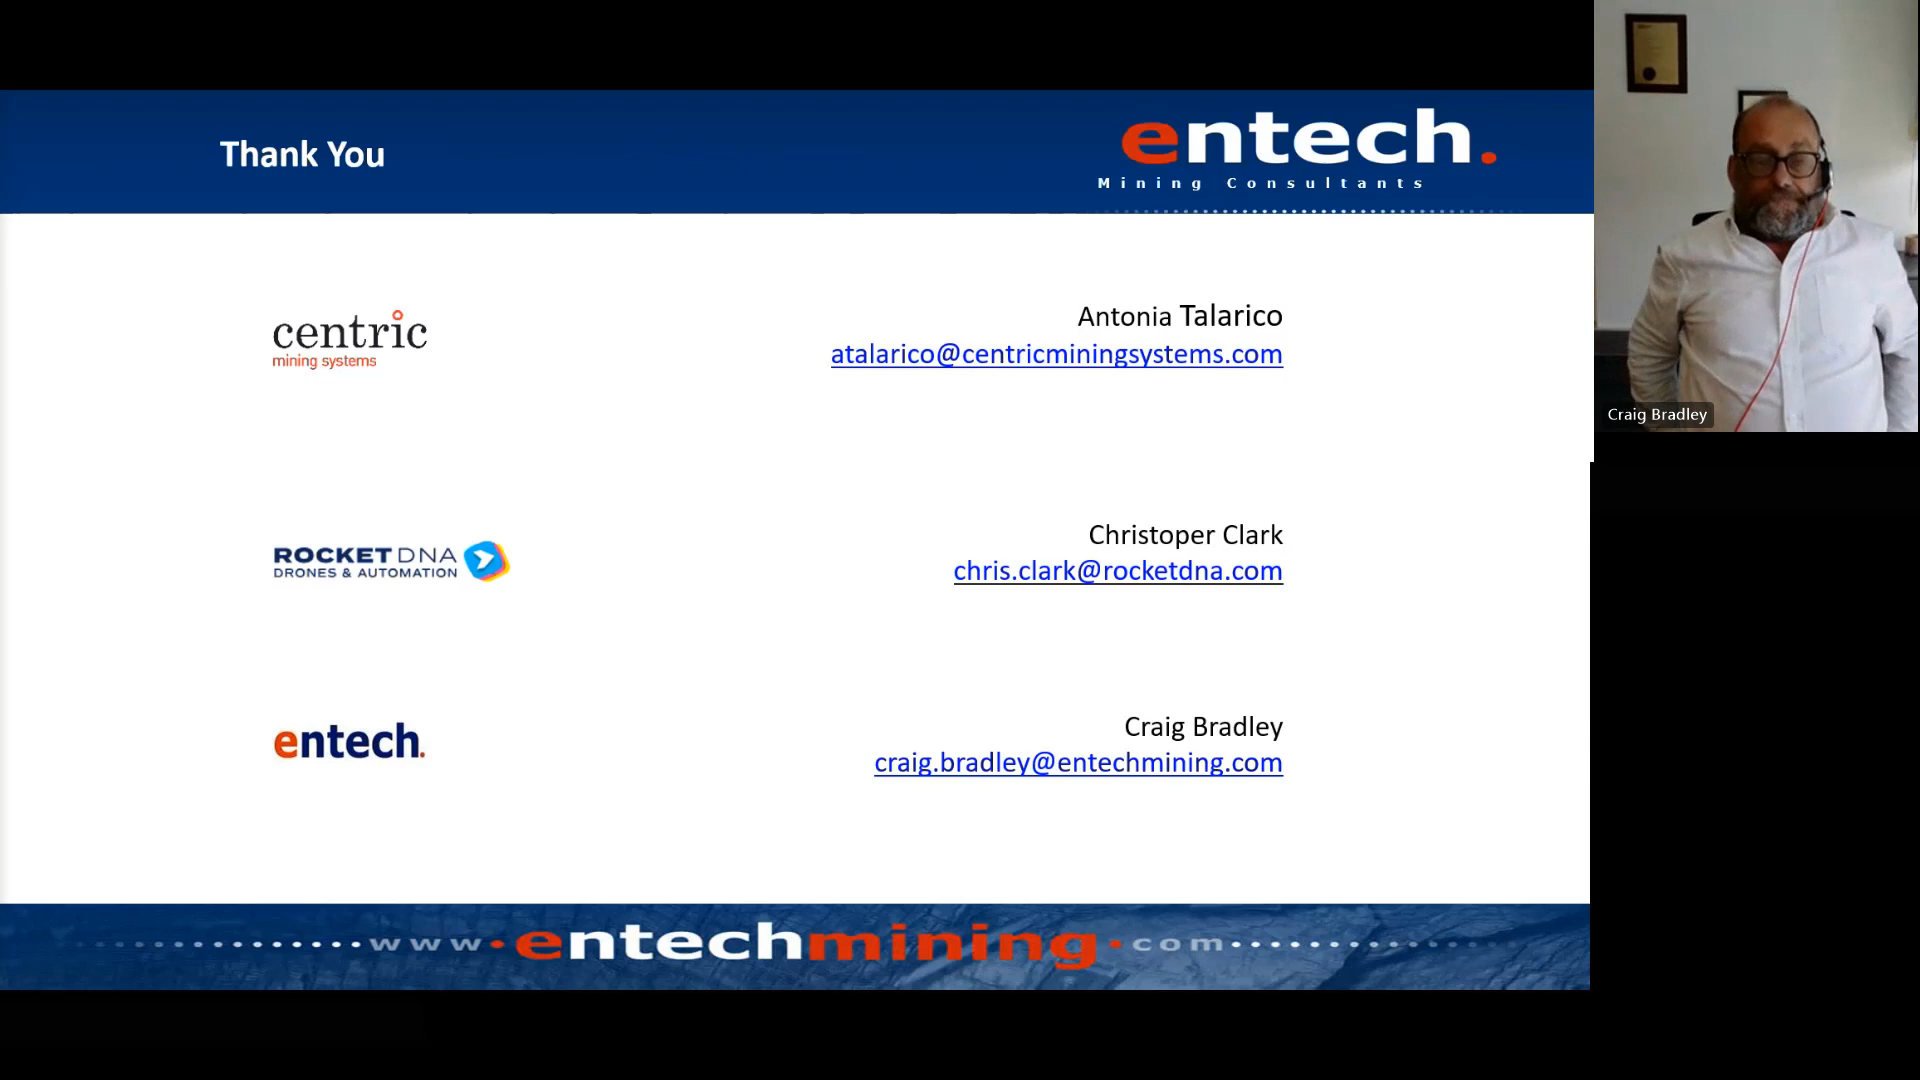 Thank You
entech.
Mining Consultants
centric
mining systems
Antonia Talarico
atalarico@centricminingsystems.com
ROCKET DNA
DRONES & AUTOMATION
Christoper Clark
chris.clark@rocketdna.com
entech.
Craig Bradley
craig.bradley@entechmining.com
www.entechmining.com
Craig Bradley